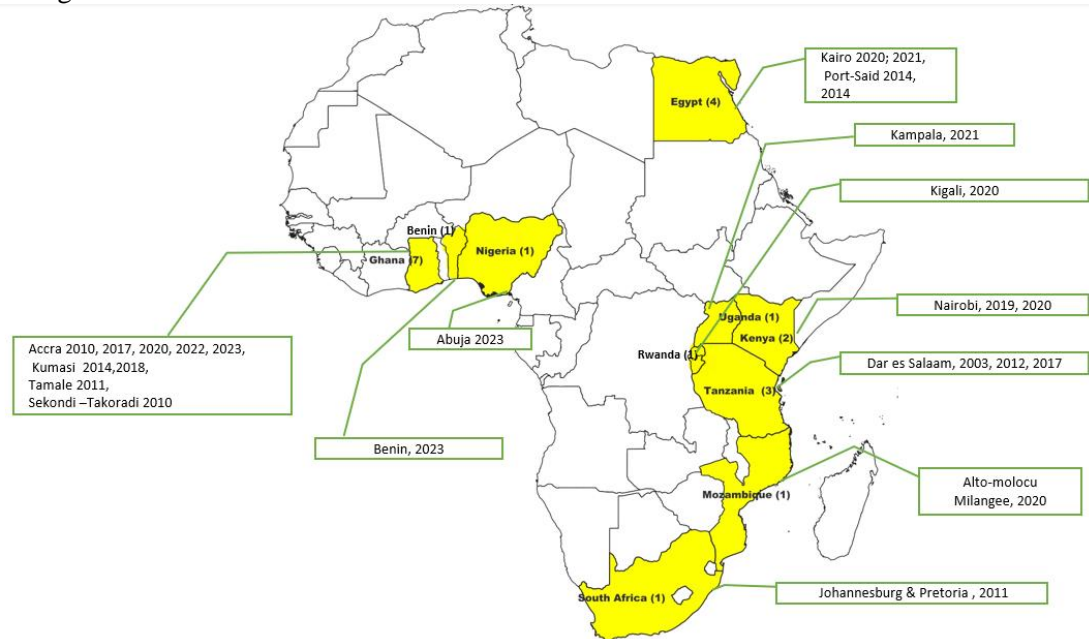 Kairo 2020; 2021,
Port-Said 2014,
2014
Egypt (4)
Kampala, 2021
Kigali, 2020
Benin (1)
Nigeria (1)
Ghana (7)
Uganda (1)
Nairobi, 2019, 2020
Kenya (2)
Abuja 2023
Rwanda (1)
Accra 2010, 2017, 2020, 2022, 2023,
Kumasi 2014,2018,
Tamale 2011,
Sekondi –Takoradi 2010
Dar es Salaam, 2003, 2012, 2017
Tanzania (3)
Benin, 2023
Alto-molocu
Milangee, 2020
Mozambique (1)
Johannesburg & Pretoria , 2011
South Africa (1)